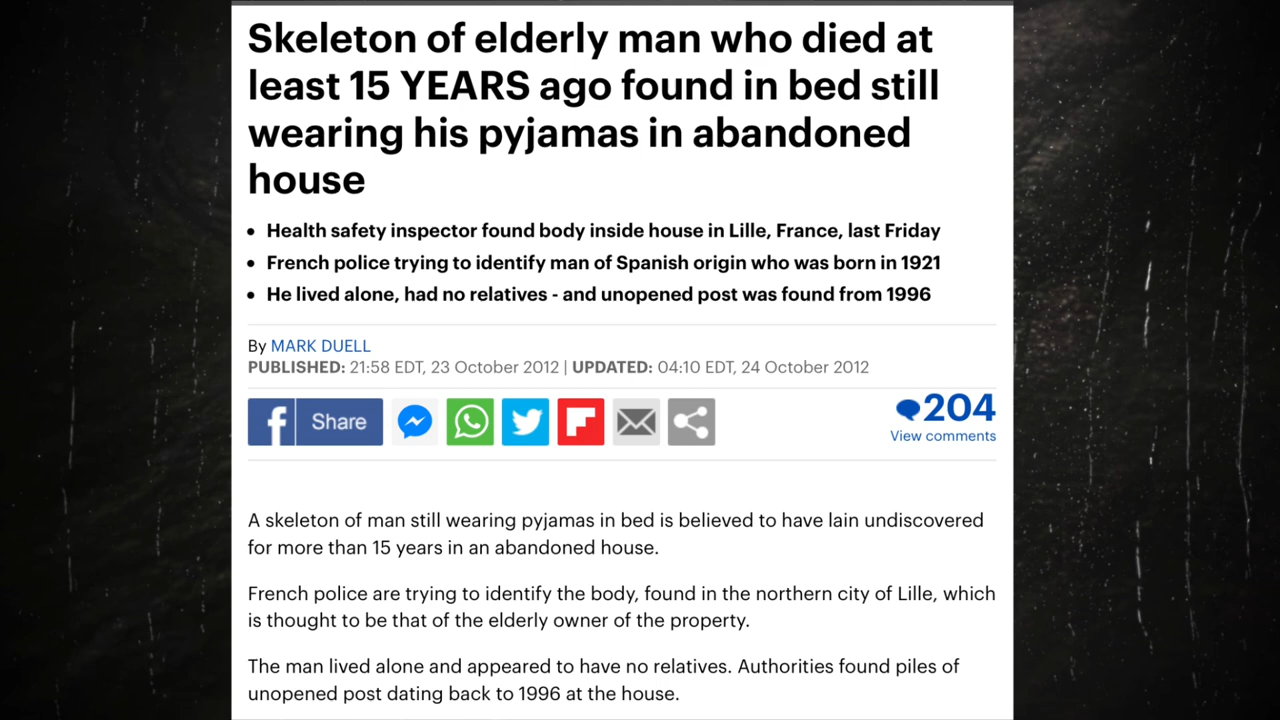 Skeleton of elderly man who died at
least 15 YEARS ago found in bed still
wearing his pyjamas in abandoned
house
• Health safety inspector found body inside house in Lille, France, last Friday
• French police trying to identify man of Spanish origin who was born in 1921
• He lived alone, had no relatives - and unopened post was found from 1996
By MARK DUELL
PUBLISHED: 21:58 EDT, 23 October 2012 | UPDATED: 04:10 EDT, 24 October 2012
f Share
204
View comments
A skeleton of man still wearing pyjamas in bed is believed to have lain undiscovered
for more than 15 years in an abandoned house.
French police are trying to identify the body, found in the northern city of Lille, which
is thought to be that of the elderly owner of the property.
The man lived alone and appeared to have no relatives. Authorities found piles of
unopened post dating back to 1996 at the house.